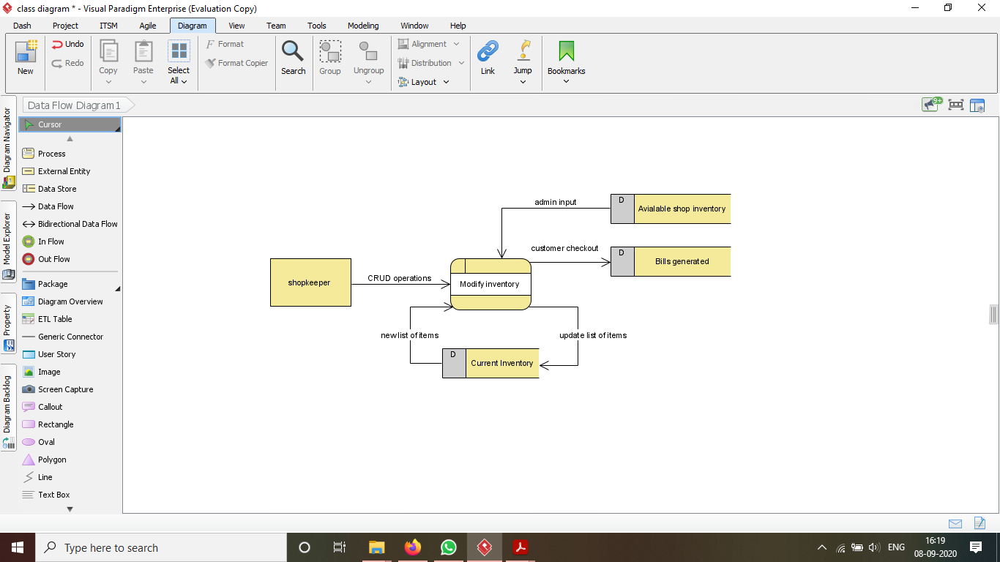 class diagram * - Visual Paradigm Enterprise (Evaluation Copy)
Dash Project ITSM Agile Diagram View Team Tools Modeling Window Help
New
Undo
Redo
Copy
Paste
Select
All
Format
Format Copier
Search
Group
Ungroup
Alignment
Distribution
Layout
Link
Jump
Bookmarks
Data Flow Diagram1
9+
Diagram Navigator
Model Explorer
Property
Diagram Backlog
Cursor
Process
External Entity
Data Store
Data Flow
Bidirectional Data Flow
In Flow
Out Flow
Package
Diagram Overview
ETL Table
Generic Connector
User Story
Image
Screen Capture
Callout
Rectangle
Oval
Polygon
Line
Text Box
admin input
D
Avialable shop inventory
customer checkout
D
Bills generated
shopkeeper
CRUD operations
Modify inventory
new list of items
update list of items
D
Current Inventory
Type here to search
ENG
16:19
08-09-2020